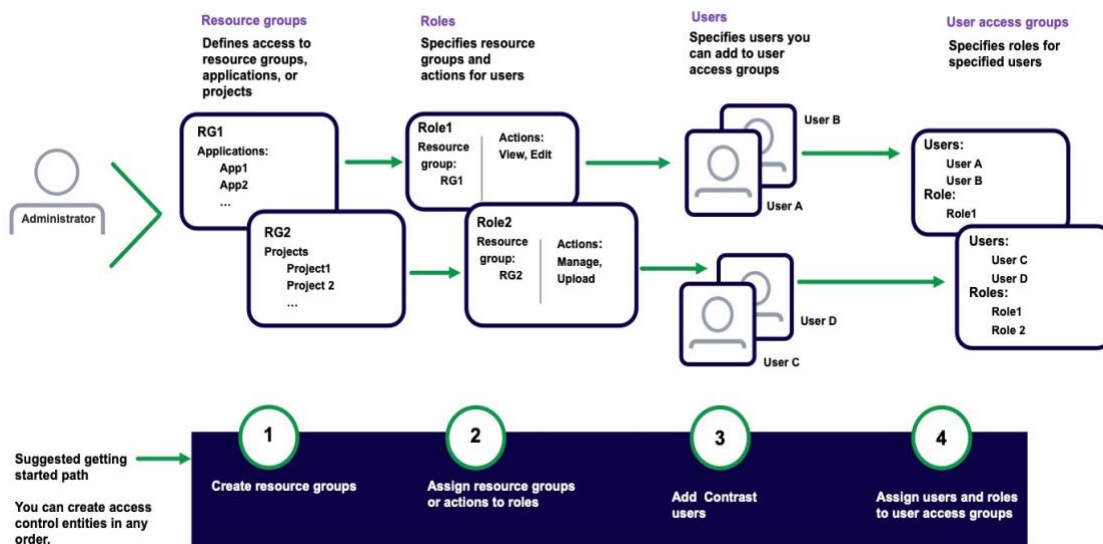 Resource groups
Defines access to
resource groups,
applications, or
projects
Roles
Specifies resource
groups and
actions for users
Users
Specifies users you
can add to user
access groups
User access groups
Specifies roles for
specified users
Administrator
RG1
Applications:
App1
App2
...
RG2
Projects
Project1
Project 2
...
Role1
Resource
group:
RG1
Actions:
View, Edit
Role2
Resource
group:
RG2
Actions:
Manage,
Upload
User B
User A
User D
User C
Users:
User A
User B
Role:
Role1
Users:
User C
User D
Roles:
Role1
Role 2
Suggested getting
started path
You can create access
control entities in any
order.
1
Create resource groups
2
Assign resource groups
or actions to roles
3
Add Contrast
users
4
Assign users and roles
to user access groups